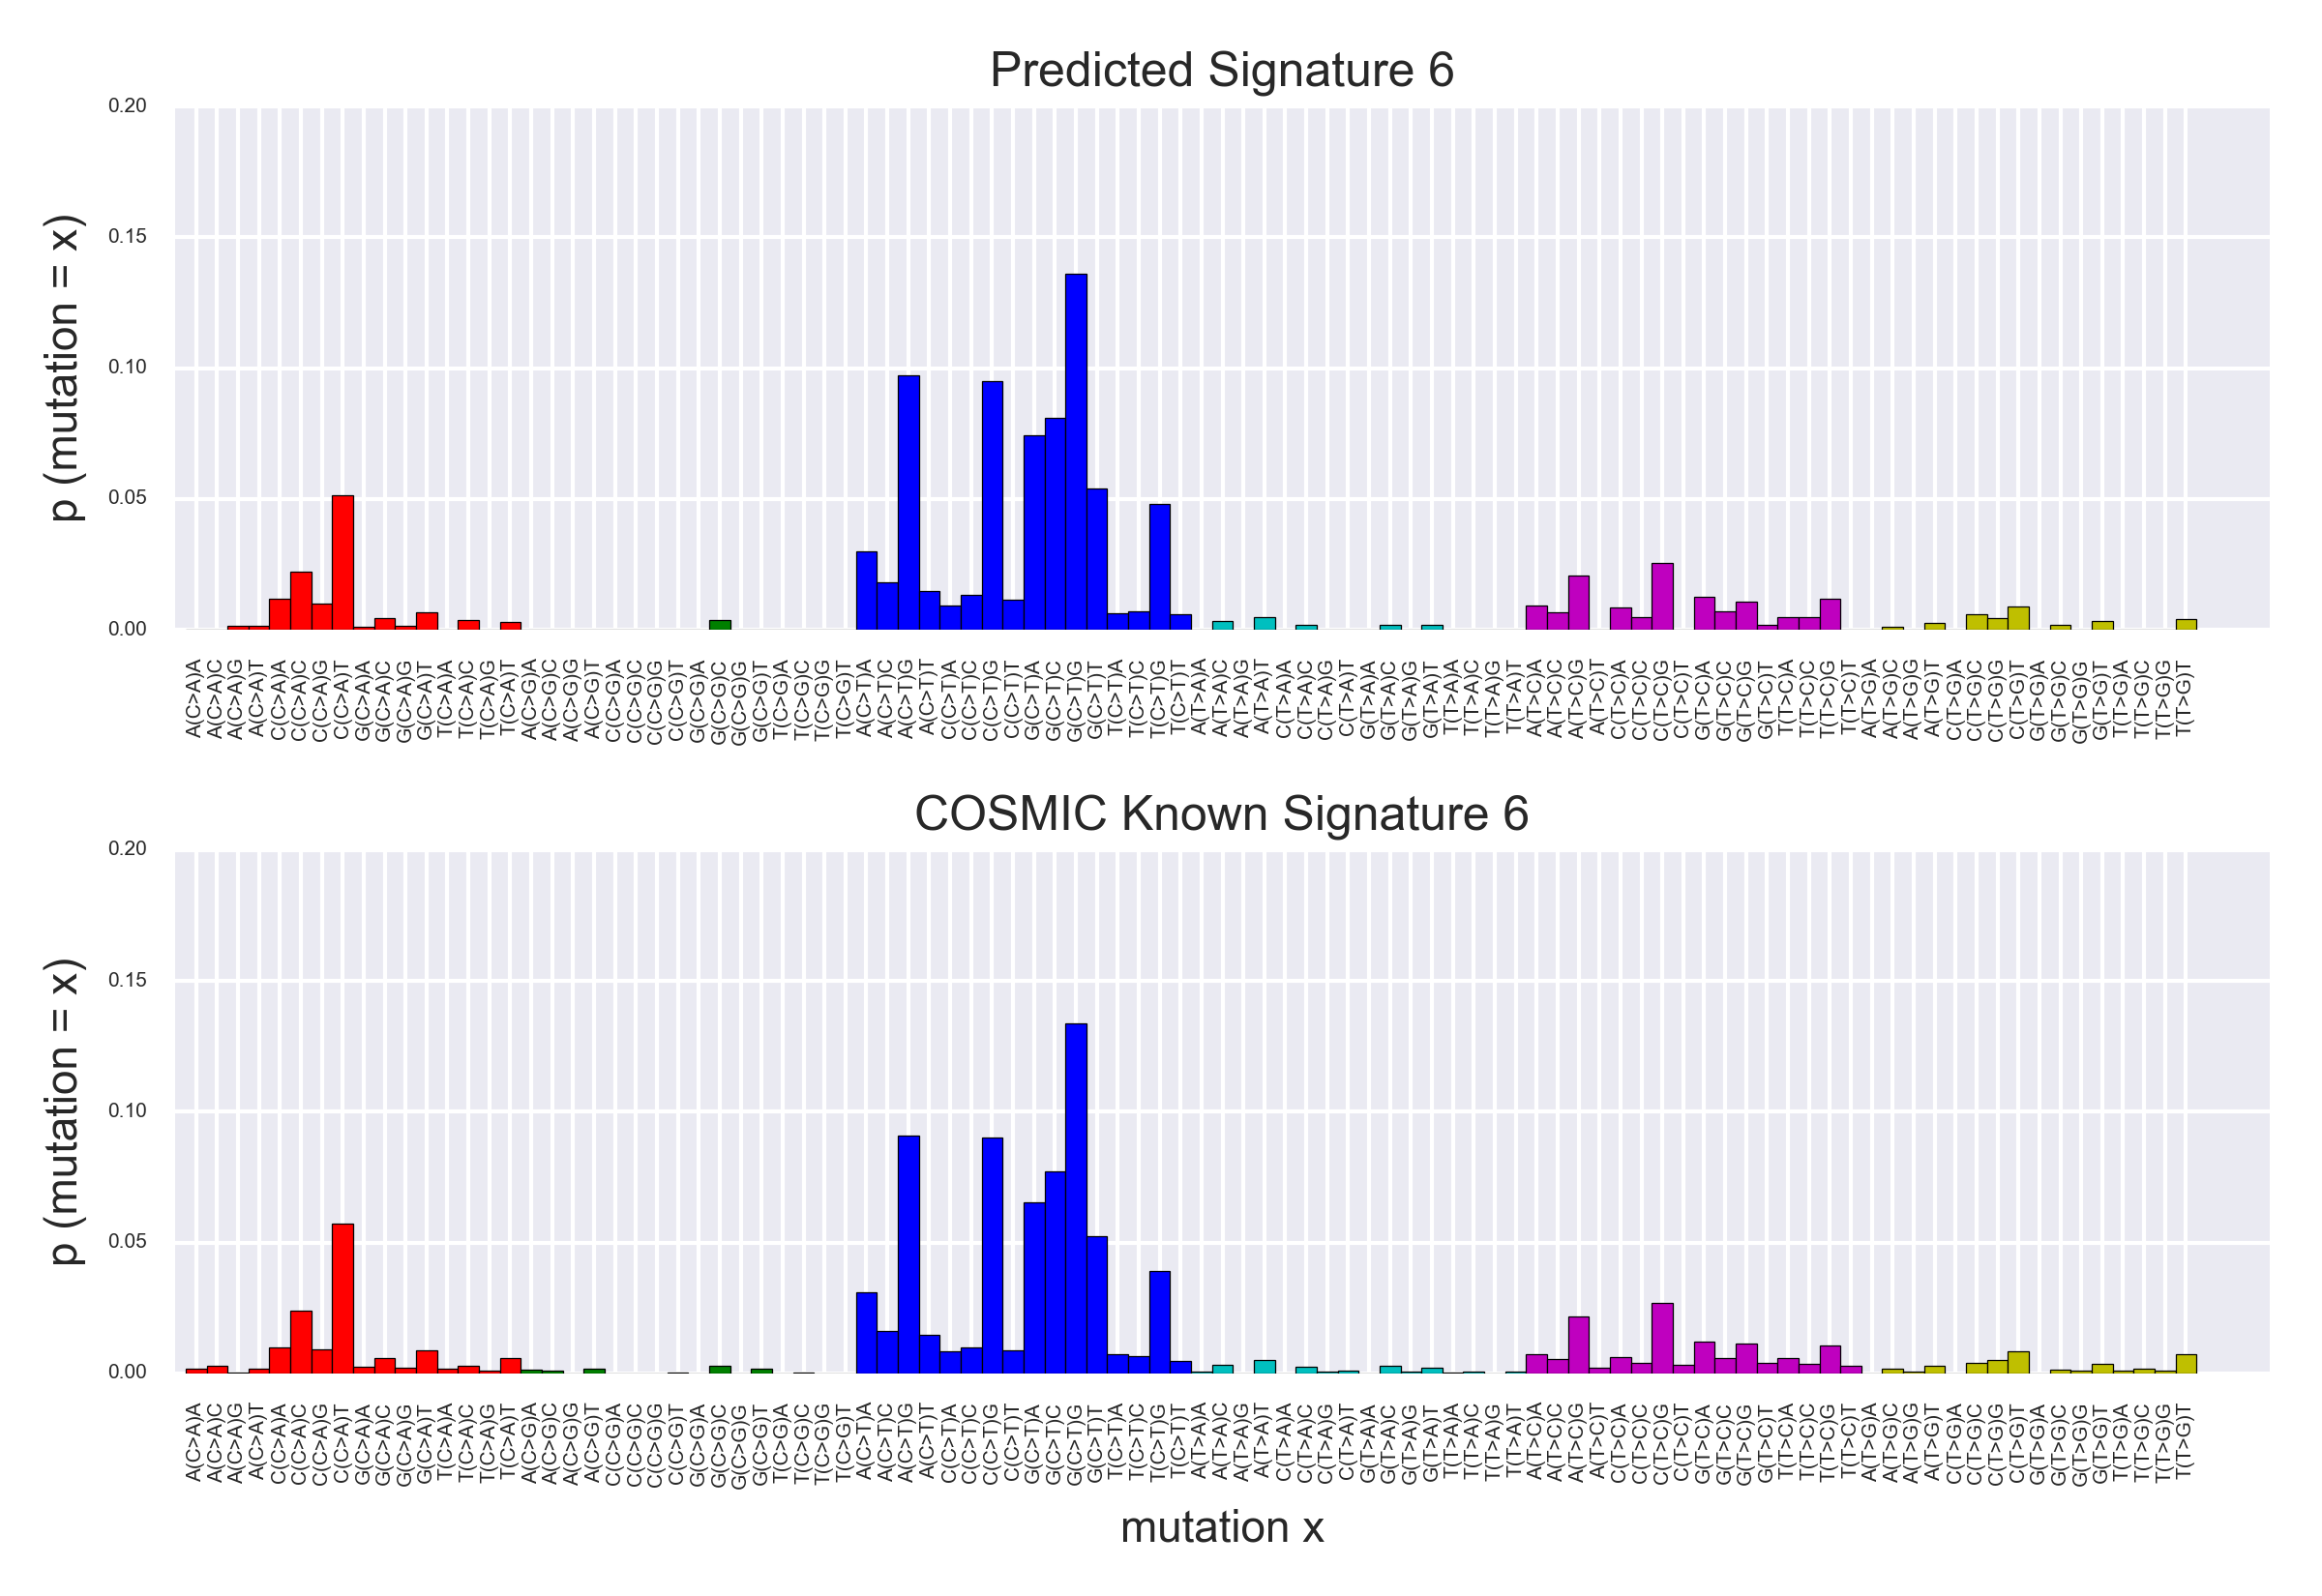 Predicted Signature 6
0.20
0.15
0.10
0.05
0.00
p (mutation = x)
A(C>A)A A(C>A)C A(C>A)G A(C>A)T C(C>A)A C(C>A)C C(C>A)G C(C>A)T G(C>A)A G(C>A)C G(C>A)G G(C>A)T T(C>A)A T(C>A)C T(C>A)G T(C>A)T A(C>G)A A(C>G)C A(C>G)G A(C>G)T C(C>G)A C(C>G)C C(C>G)G C(C>G)T G(C>G)A G(C>G)C G(C>G)G G(C>G)T T(C>G)A T(C>G)C T(C>G)G T(C>G)T A(C>T)A A(C>T)C A(C>T)G A(C>T)T C(C>T)A C(C>T)C C(C>T)G C(C>T)T G(C>T)A G(C>T)C G(C>T)G G(C>T)T T(C>T)A T(C>T)C T(C>T)G T(C>T)T A(T>A)A A(T>A)C A(T>A)G A(T>A)T C(T>A)A C(T>A)C C(T>A)G C(T>A)T G(T>A)A G(T>A)C G(T>A)G G(T>A)T T(T>A)A T(T>A)C T(T>A)G T(T>A)T A(T>C)A A(T>C)C A(T>C)G A(T>C)T C(T>C)A C(T>C)C C(T>C)G C(T>C)T G(T>C)A G(T>C)C G(T>C)G G(T>C)T T(T>C)A T(T>C)C T(T>C)G T(T>C)T A(T>G)A A(T>G)C A(T>G)G A(T>G)T C(T>G)A C(T>G)C C(T>G)G C(T>G)T G(T>G)A G(T>G)C G(T>G)G G(T>G)T T(T>G)A T(T>G)C T(T>G)G T(T>G)T
COSMIC Known Signature 6
0.20
0.15
0.10
0.05
0.00
p (mutation = x)
A(C>A)A A(C>A)C A(C>A)G A(C>A)T C(C>A)A C(C>A)C C(C>A)G C(C>A)T G(C>A)A G(C>A)C G(C>A)G G(C>A)T T(C>A)A T(C>A)C T(C>A)G T(C>A)T A(C>G)A A(C>G)C A(C>G)G A(C>G)T C(C>G)A C(C>G)C C(C>G)G C(C>G)T G(C>G)A G(C>G)C G(C>G)G G(C>G)T T(C>G)A T(C>G)C T(C>G)G T(C>G)T A(C>T)A A(C>T)C A(C>T)G A(C>T)T C(C>T)A C(C>T)C C(C>T)G C(C>T)T G(C>T)A G(C>T)C G(C>T)G G(C>T)T T(C>T)A T(C>T)C T(C>T)G T(C>T)T A(T>A)A A(T>A)C A(T>A)G A(T>A)T C(T>A)A C(T>A)C C(T>A)G C(T>A)T G(T>A)A G(T>A)C G(T>A)G G(T>A)T T(T>A)A T(T>A)C T(T>A)G T(T>A)T A(T>C)A A(T>C)C A(T>C)G A(T>C)T C(T>C)A C(T>C)C C(T>C)G C(T>C)T G(T>C)A G(T>C)C G(T>C)G G(T>C)T T(T>C)A T(T>C)C T(T>C)G T(T>C)T A(T>G)A A(T>G)C A(T>G)G A(T>G)T C(T>G)A C(T>G)C C(T>G)G C(T>G)T G(T>G)A G(T>G)C G(T>G)G G(T>G)T T(T>G)A T(T>G)C T(T>G)G T(T>G)T
mutation x